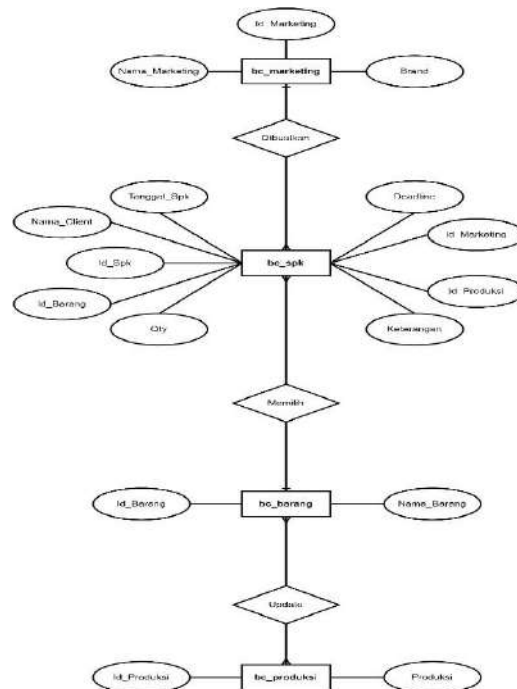 Id_Marketing
Nama_Marketing
bc_marketing
Brand
Dibuatkan
Tanggal_Spk
Deadline
Nama_Client
Id_Marketing
Id_Spk
bc_spk
Id_Barang
Id_Produksi
Qty
Keterangan
Memilih
Id_Barang
bc_barang
Nama_Barang
Update
Id_Produksi
bc_produksi
Produksi